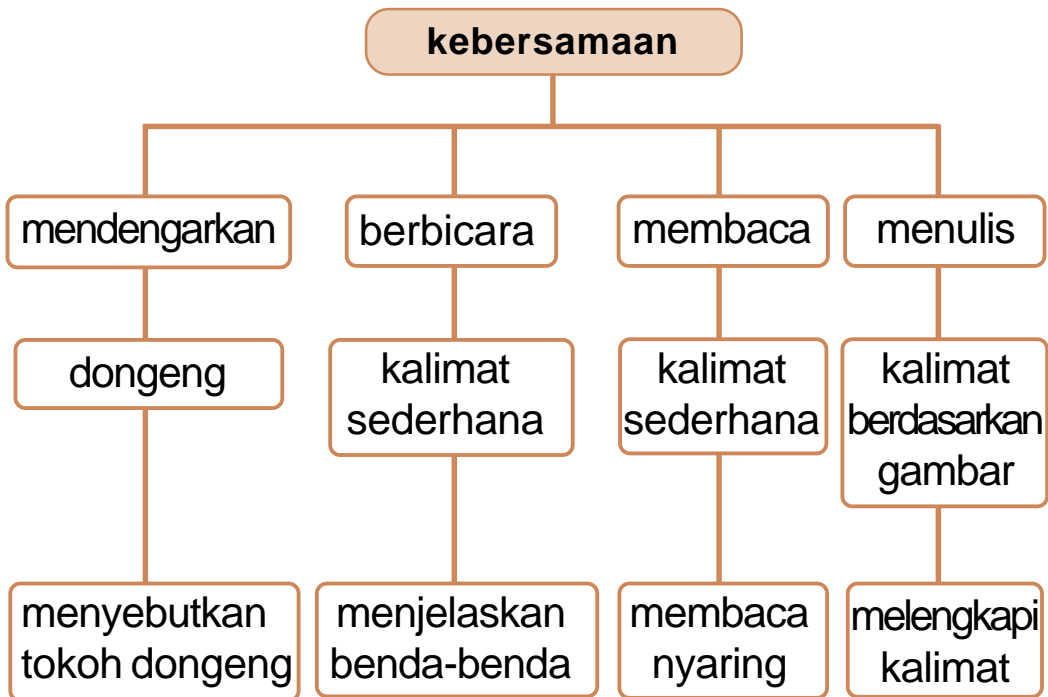 kebersamaan
mendengarkan
berbicara
membaca
menulis
dongeng
kalimat
sederhana
kalimat
sederhana
kalimat
berdasarkan
gambar
menyebutkan
tokoh dongeng
menjelaskan
benda-benda
membaca
nyaring
melengkapi
kalimat